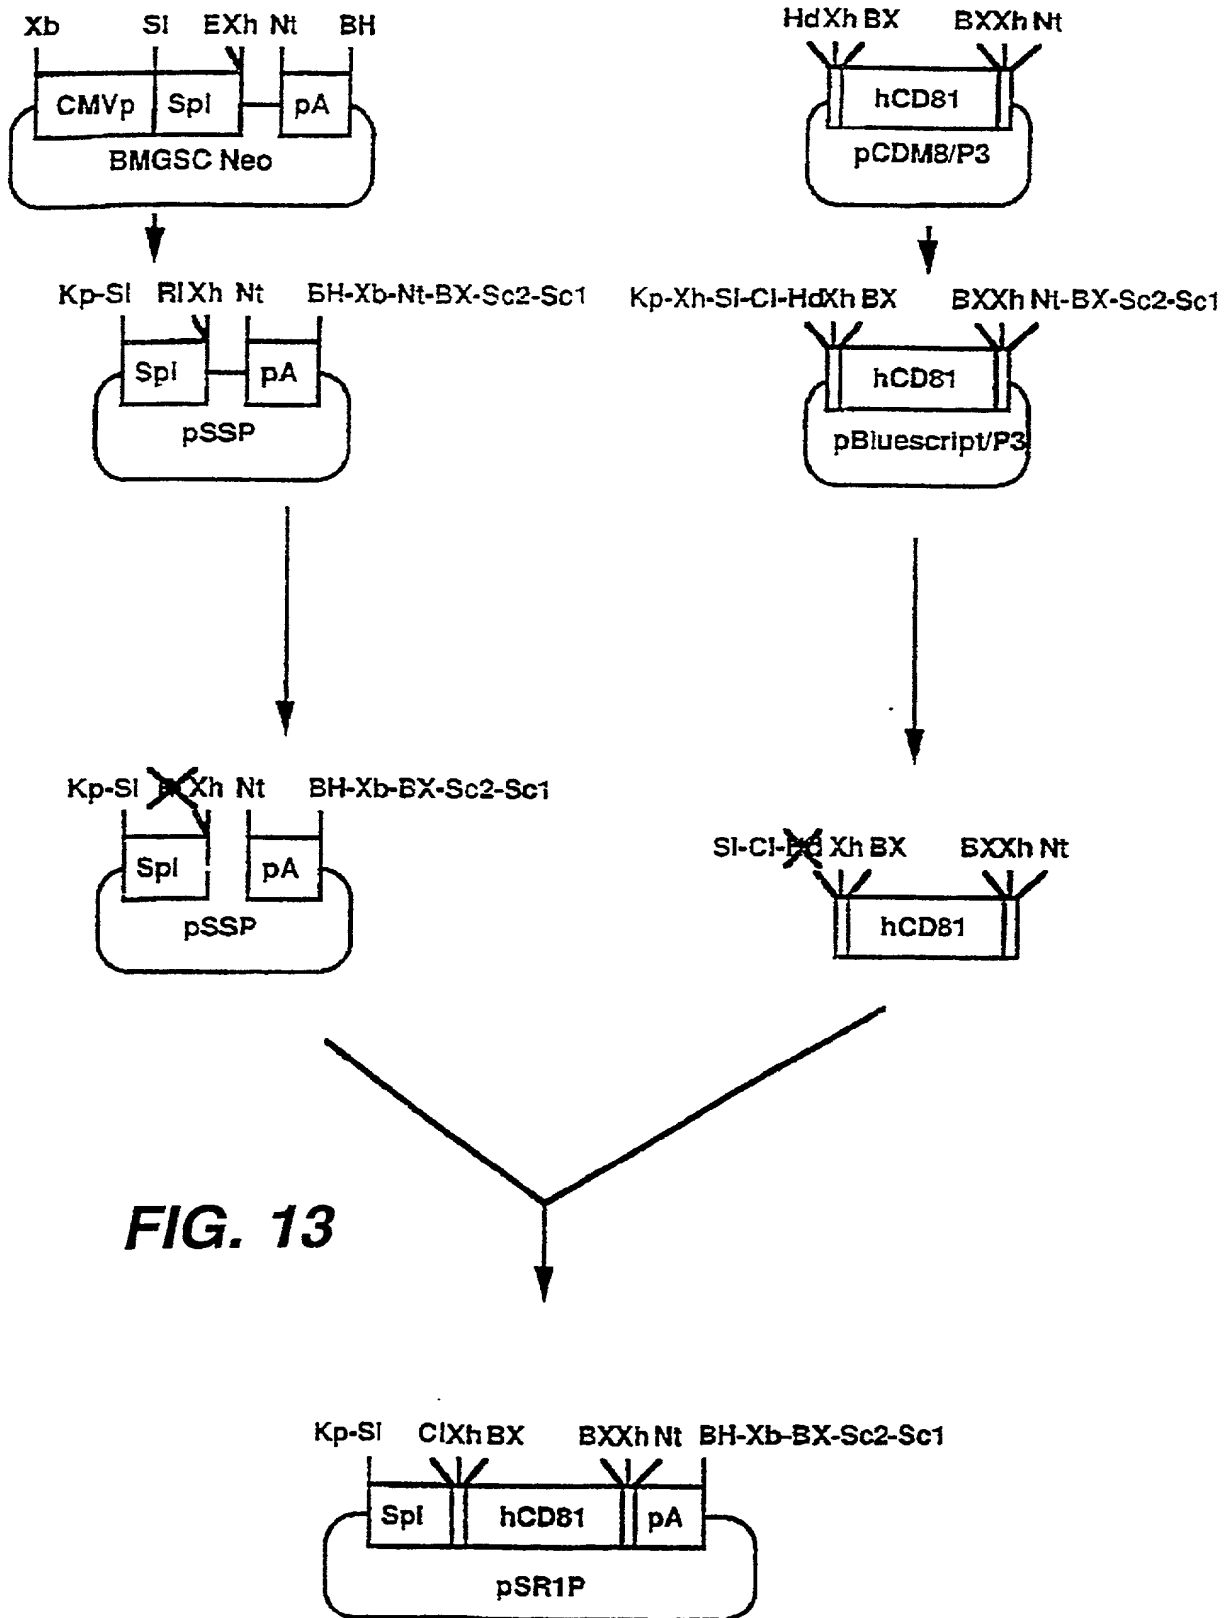 Xb Sl EXh Nt BH
CMVp Spl pA
BMGSC Neo
Hd Xh BX BXXh Nt
hCD81
pCDM8/P3
Kp-Sl RI Xh Nt BH-Xb-Nt-BX-Sc2-Sc1
Spl pA
pSSP
Kp-Xh-Sl-Cl-HdXh BX BXXh Nt-BX-Sc2-Sc1
hCD81
pBluescript/P3
Kp-Sl Xh Nt BH-Xb-BX-Sc2-Sc1
Spl pA
pSSP
Sl-Cl-Hd Xh BX BXXh Nt
hCD81
FIG. 13
Kp-Sl ClXh BX BXXh Nt BH-Xb-BX-Sc2-Sc1
Spl hCD81 pA
pSR1P